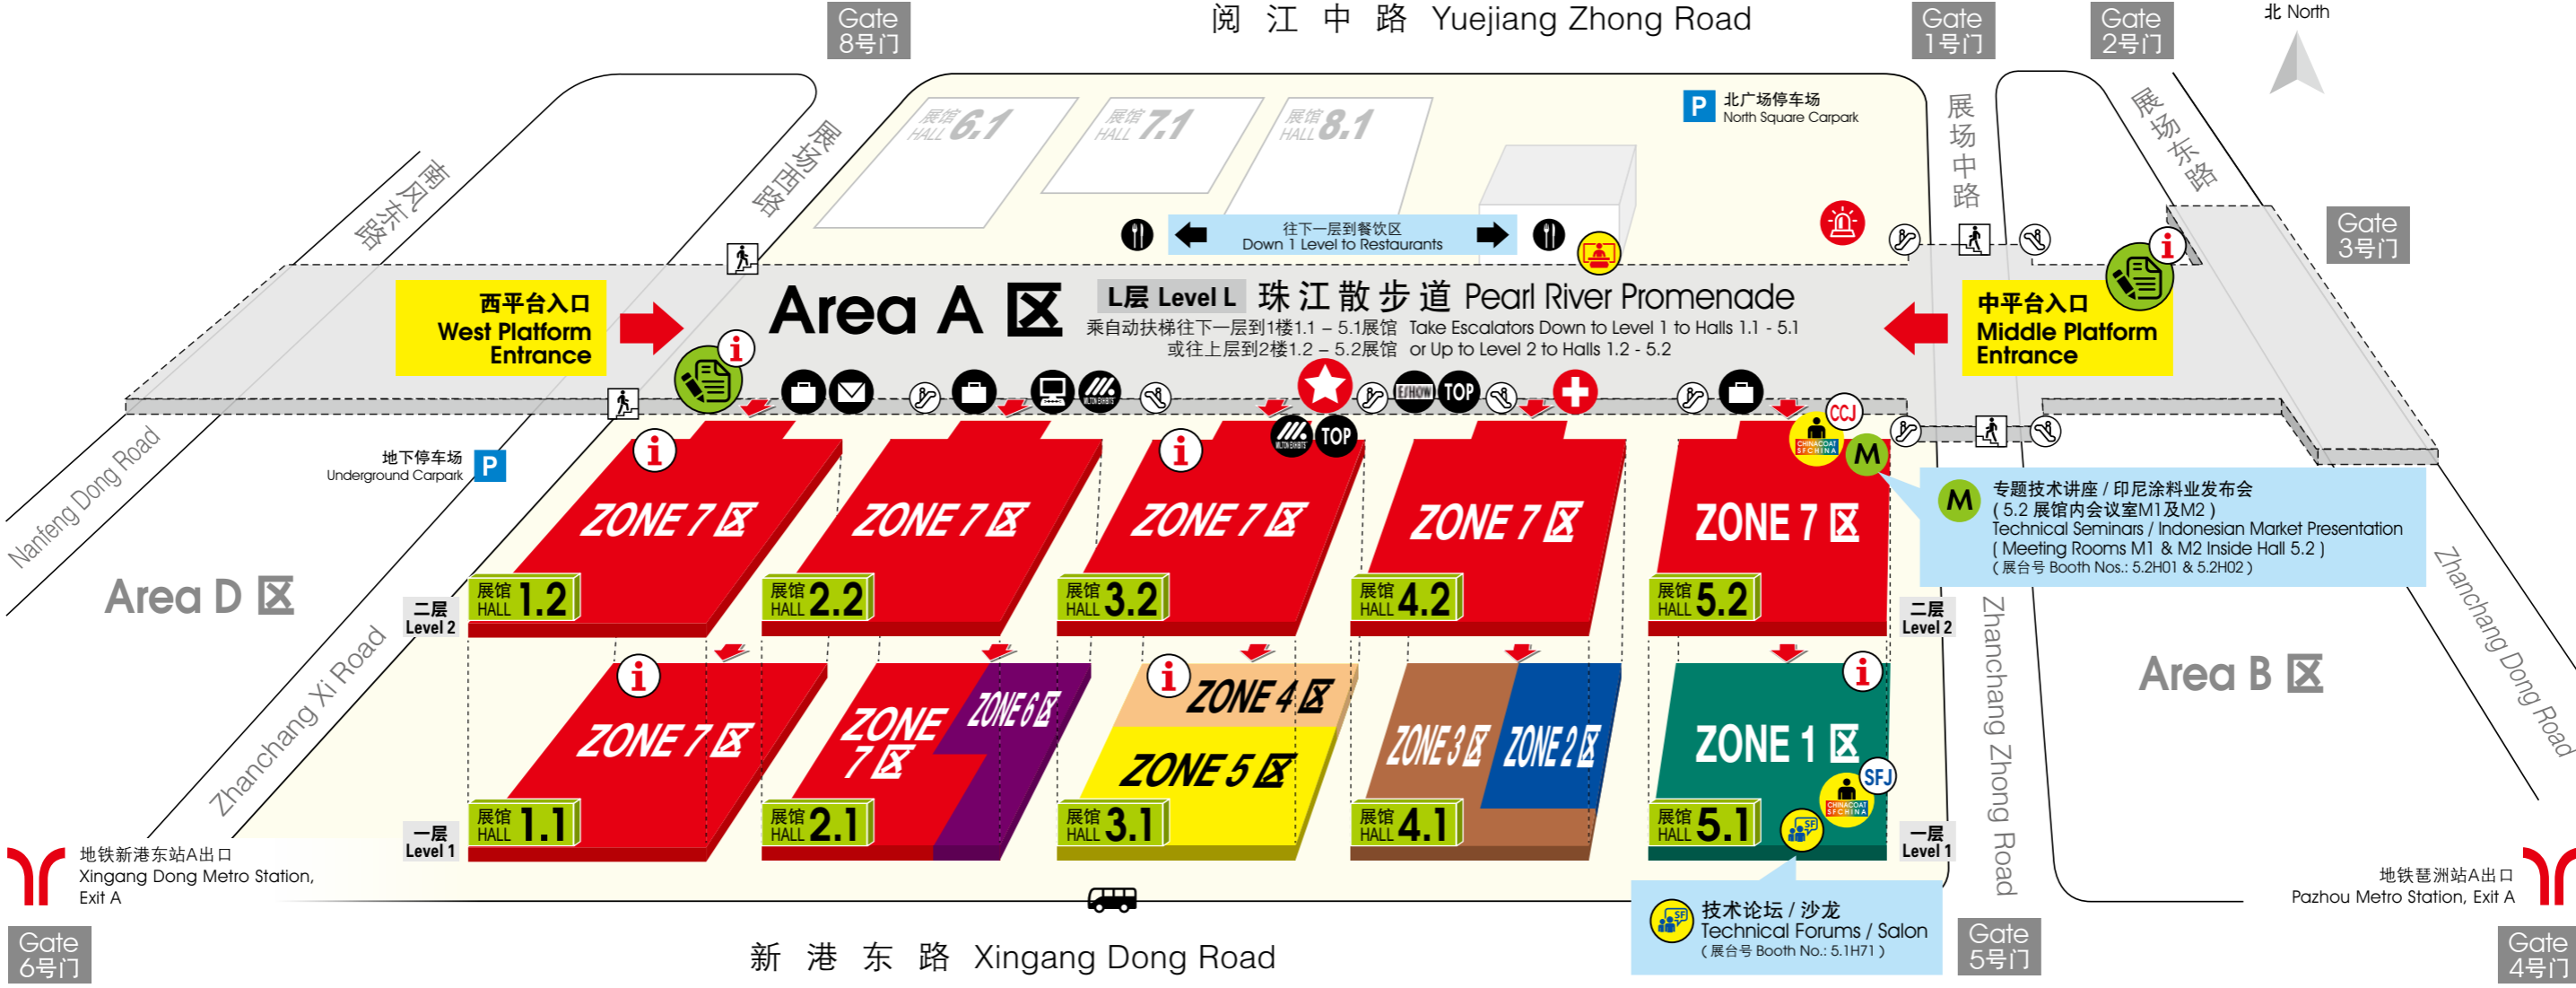 Gate
8号门
阅江中路 Yuejiang Zhong Road
Gate
1号门
Gate
2号门
北 North
展馆
HALL 6.1
展馆
HALL 7.1
展馆
HALL 8.1
P
北广场停车场
North Square Carpark
展场中路
展场东路
展场西路
南风东路
往下一层到餐饮区
Down 1 Level to Restaurants
Gate
3号门
西平台入口
West Platform
Entrance
Area A 区
L层 Level L
珠江散步道 Pearl River Promenade
乘自动扶梯往下一层到1楼1.1 – 5.1展馆 Take Escalators Down to Level 1 to Halls 1.1 - 5.1
或往上层到2楼1.2 – 5.2展馆 or Up to Level 2 to Halls 1.2 - 5.2
中平台入口
Middle Platform
Entrance
i
i
E/HOW
TOP
MILTON EXHIBITS
MILTON EXHIBITS
TOP
CCJ
CHINACOAT
SFCHINA
M
地下停车场
Underground Carpark
P
Nanfeng Dong Road
i
i
ZONE 7 区
ZONE 7 区
ZONE 7 区
ZONE 7 区
ZONE 7 区
M
专题技术讲座 / 印尼涂料业发布会
( 5.2 展馆内会议室M1及M2 )
Technical Seminars / Indonesian Market Presentation
( Meeting Rooms M1 & M2 Inside Hall 5.2 )
( 展台号 Booth Nos.: 5.2H01 & 5.2H02 )
Area D 区
二层
Level 2
展馆
HALL 1.2
展馆
HALL 2.2
展馆
HALL 3.2
展馆
HALL 4.2
展馆
HALL 5.2
二层
Level 2
Zhanchang Xi Road
Zhanchang Zhong Road
Zhanchang Dong Road
Area B 区
i
i
i
ZONE 7 区
ZONE
7 区
ZONE 6 区
ZONE 4 区
ZONE 5 区
ZONE 3 区
ZONE 2 区
ZONE 1 区
SFJ
CHINACOAT
SFCHINA
SF
一层
Level 1
展馆
HALL 1.1
展馆
HALL 2.1
展馆
HALL 3.1
展馆
HALL 4.1
展馆
HALL 5.1
一层
Level 1
地铁新港东站A出口
Xingang Dong Metro Station,
Exit A
地铁琶洲站A出口
Pazhou Metro Station, Exit A
Gate
6号门
新港东路 Xingang Dong Road
SF
技术论坛 / 沙龙
Technical Forums / Salon
( 展台号 Booth No.: 5.1H71 )
Gate
5号门
Gate
4号门